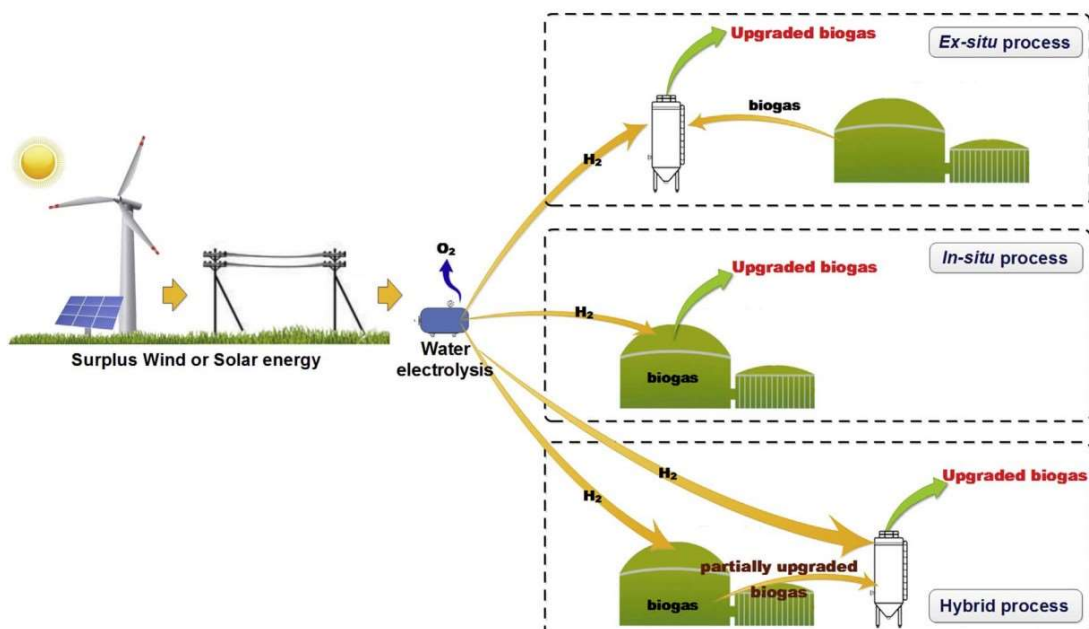 Upgraded biogas
Ex-situ process
biogas
H₂
O₂
Surplus Wind or Solar energy
Water
electrolysis
In-situ process
Upgraded biogas
H₂
biogas
H₂
H₂
Upgraded biogas
partially upgraded
biogas
biogas
Hybrid process